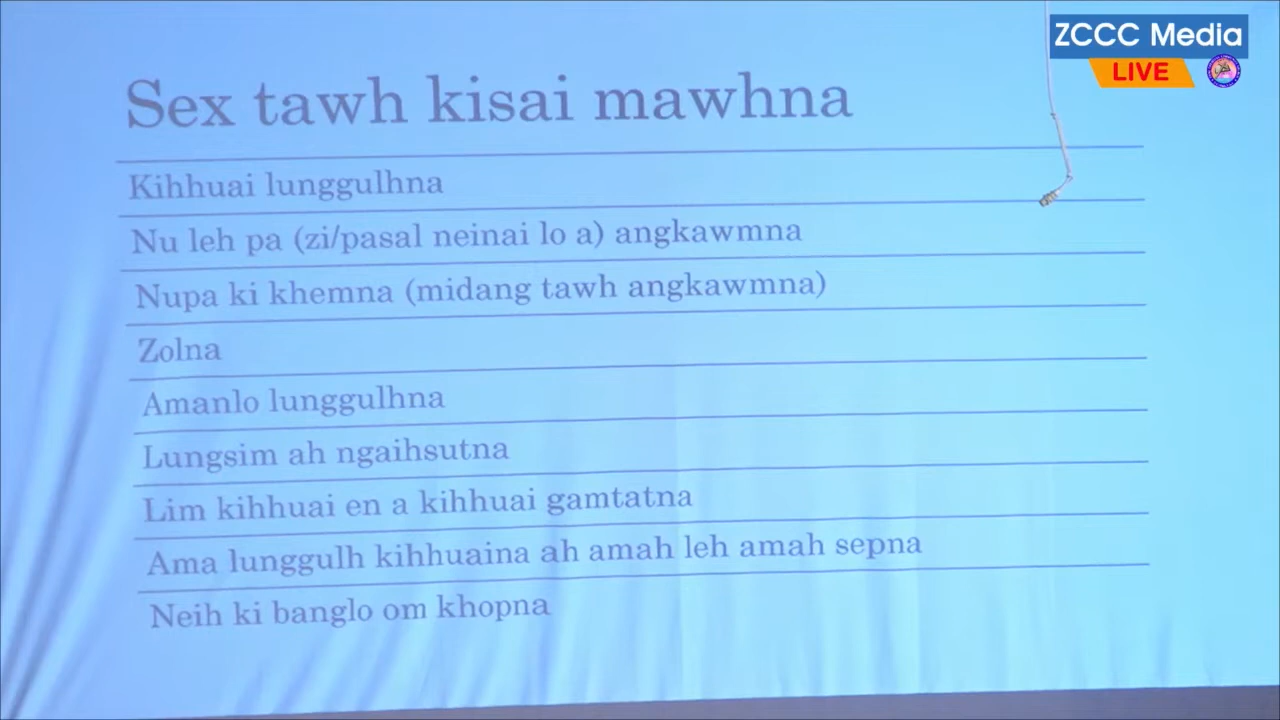 ZCCC Media
LIVE
Sex tawh kisai mawhna
Kihhuai lunggulhna
Nu leh pa (zi/pasal neinai lo a) angkawmna
Nupa ki khemna (midang tawh angkawmna)
Zolna
Amanlo lunggulhna
Lungsim ah ngaihsutna
Lim kihhuai en a kihhuai gamtatna
Ama lunggulh kihhuaina ah amah leh amah sepna
Neih ki banglo om khopna